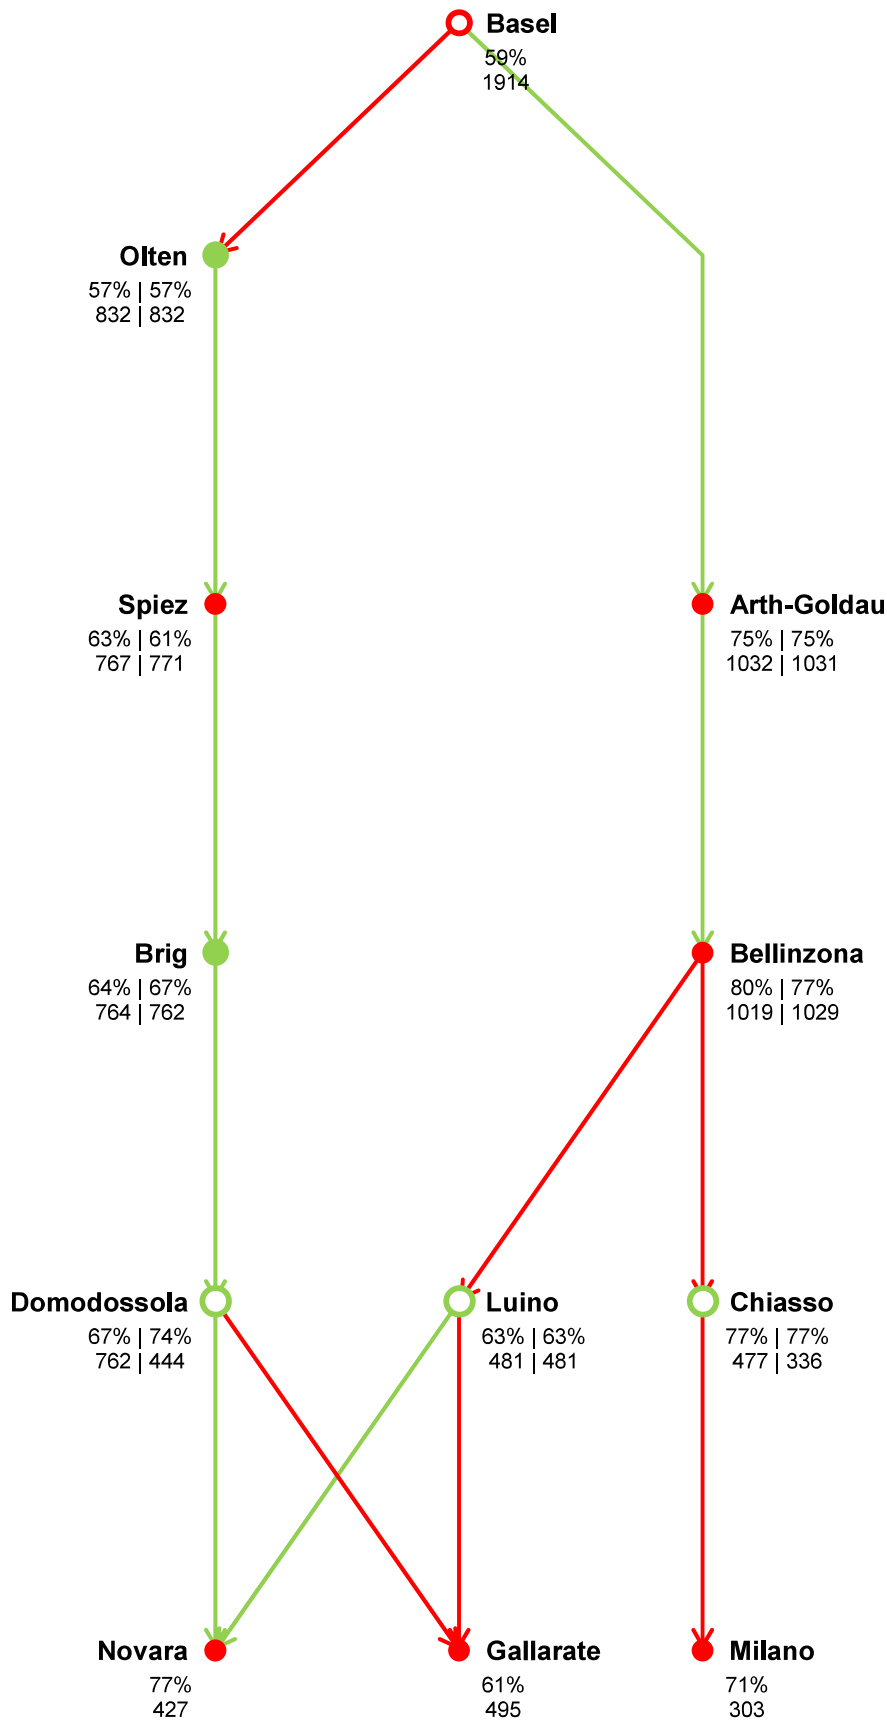 Basel
59%
1914
Olten
57% | 57%
832 | 832
Spiez
63% | 61%
767 | 771
Arth-Goldau
75% | 75%
1032 | 1031
Brig
64% | 67%
764 | 762
Bellinzona
80% | 77%
1019 | 1029
Domodossola
67% | 74%
762 | 444
Luino
63% | 63%
481 | 481
Chiasso
77% | 77%
477 | 336
Novara
77%
427
Gallarate
61%
495
Milano
71%
303